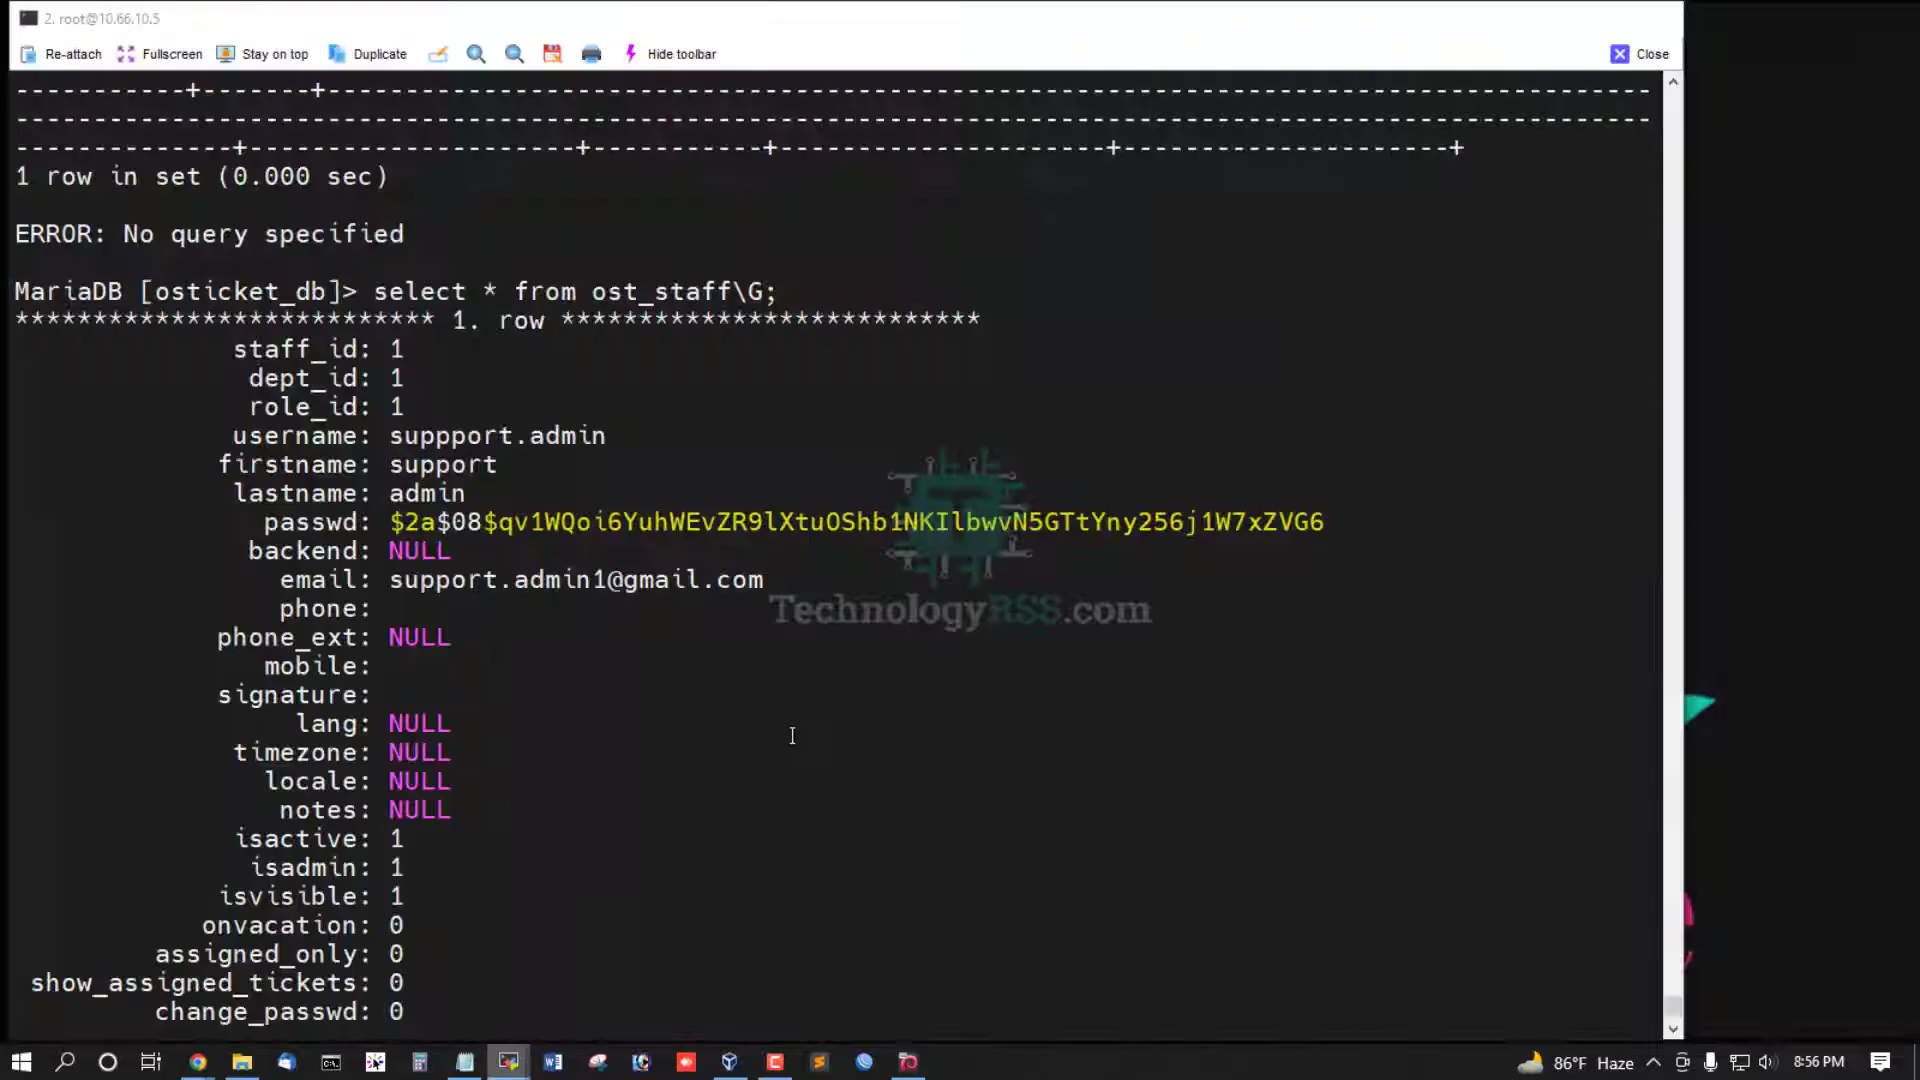 2. root@10.66.10.5
Re-attach Fullscreen Stay on top Duplicate Hide toolbar Close
-----------+-------+-------------------------------------------------------------------------------------
---------------------------------------------------------------------------------------------------------
--------------+---------------------+-----------+---------------------+---------------------+
1 row in set (0.000 sec)
ERROR: No query specified
MariaDB [osticket_db]> select * from ost_staff\G;
*************************** 1. row ***************************
staff_id: 1
dept_id: 1
role_id: 1
username: suppport.admin
firstname: support
lastname: admin
passwd: $2a$08$qv1WQoi6YuhWEvZR9lXtuOShb1NKIlbwvN5GTtYny256j1W7xZVG6
backend: NULL
email: support.admin1@gmail.com
phone:
TechnologyRSS.com
phone_ext: NULL
mobile:
signature:
lang: NULL
timezone: NULL
locale: NULL
notes: NULL
isactive: 1
isadmin: 1
isvisible: 1
onvacation: 0
assigned_only: 0
show_assigned_tickets: 0
change_passwd: 0
86°F Haze 8:56 PM